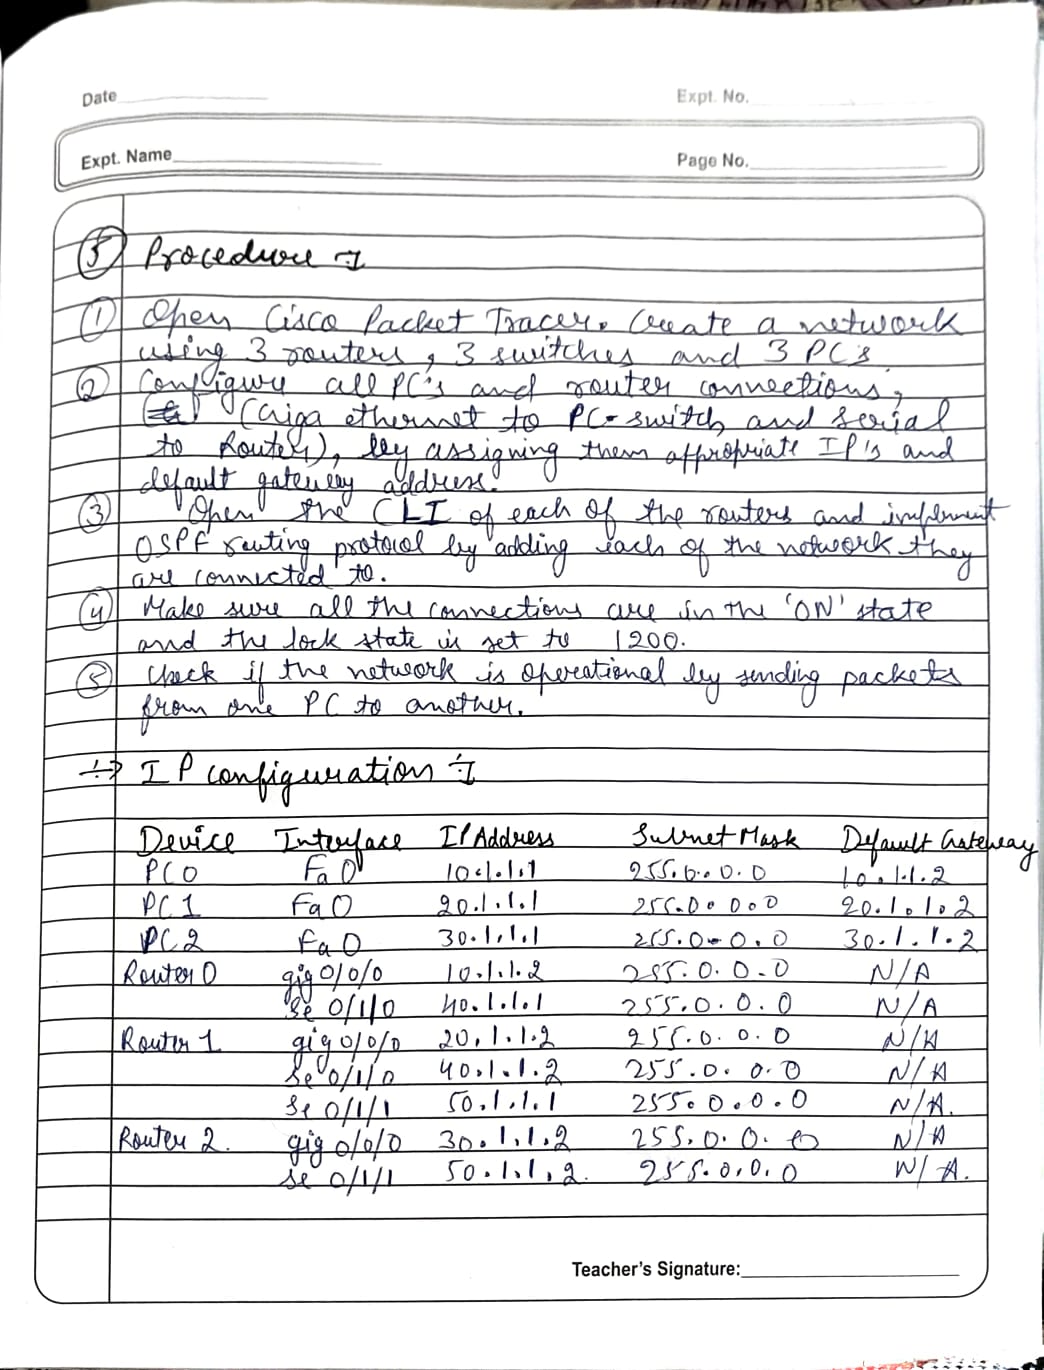 Date
Expt. No.
Expt. Name
Page No.
5 Procedure :-
1 Open Cisco Packet Tracer. Create a network
using 3 routers, 3 switches and 3 PC's
2 Configure all PC's and router connections,
(Giga ethernet to PC-switch and serial
to Router), by assigning them appropriate IP's and
default gateway address.
3 Open the CLI of each of the routers and implement
OSPF routing protocol by adding each of the network they
are connected to.
4 Make sure all the connections are in the 'ON' state
and the lock state is set to 1200.
5 Check if the network is operational by sending packets
from one PC to another.
IP configuration :-
Device Interface IP Address Subnet Mask Default Gateway
PC0 Fa0 10.1.1.1 255.0.0.0 10.1.1.2
PC1 Fa0 20.1.1.1 255.0.0.0 20.1.1.2
PC2 Fa0 30.1.1.1 255.0.0.0 30.1.1.2
Router 0 gig 0/0/0 10.1.1.2 255.0.0.0 N/A
Se 0/1/0 40.1.1.1 255.0.0.0 N/A
Router 1 gig 0/0/0 20.1.1.2 255.0.0.0 N/A
Se 0/1/0 40.1.1.2 255.0.0.0 N/A
Se 0/1/1 50.1.1.1 255.0.0.0 N/A.
Router 2. gig 0/0/0 30.1.1.2 255.0.0.0 N/A
Se 0/1/1 50.1.1.2. 255.0.0.0 N/A.
Teacher's Signature: